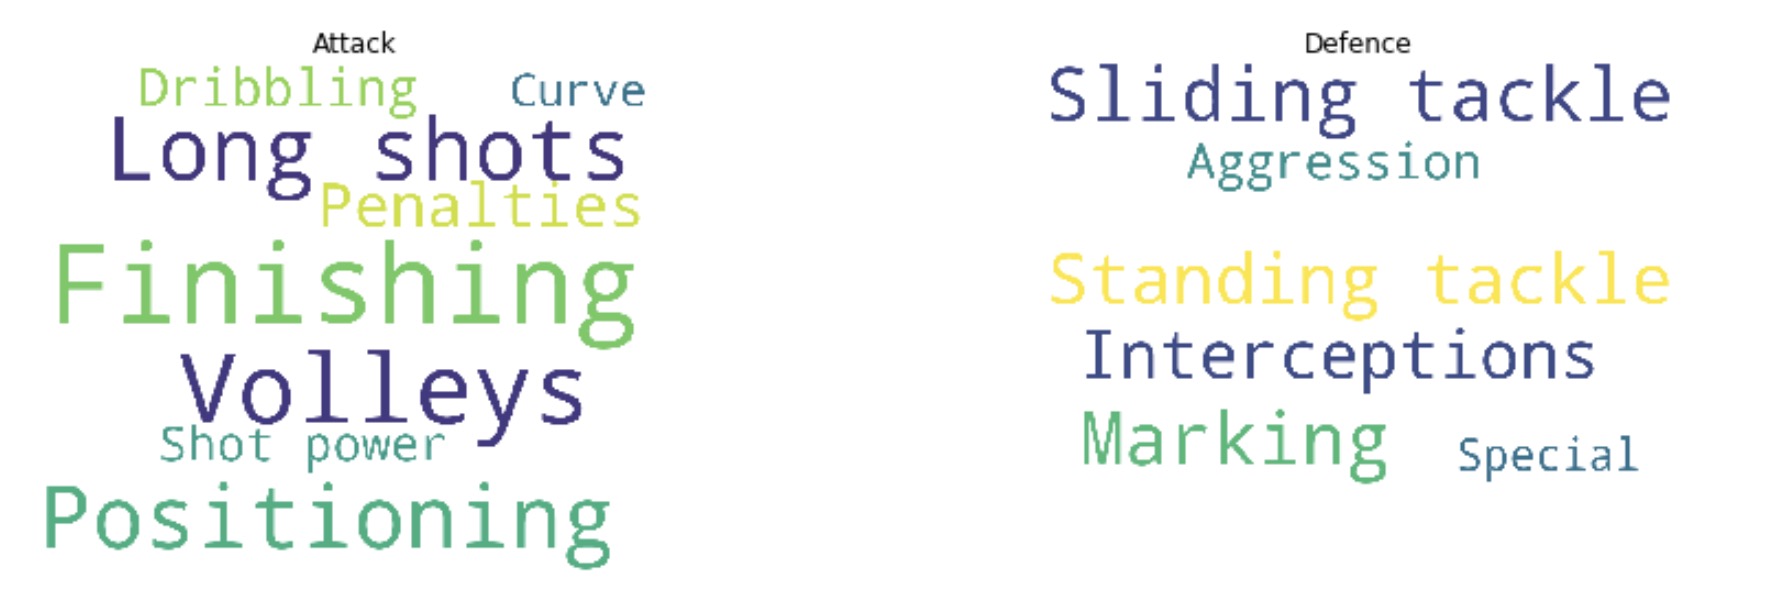 Attack
Dribbling Curve
Long shots
Penalties
Finishing
Volleys
Shot power
Positioning
Defence
Sliding tackle
Aggression
Standing tackle
Interceptions
Marking Special